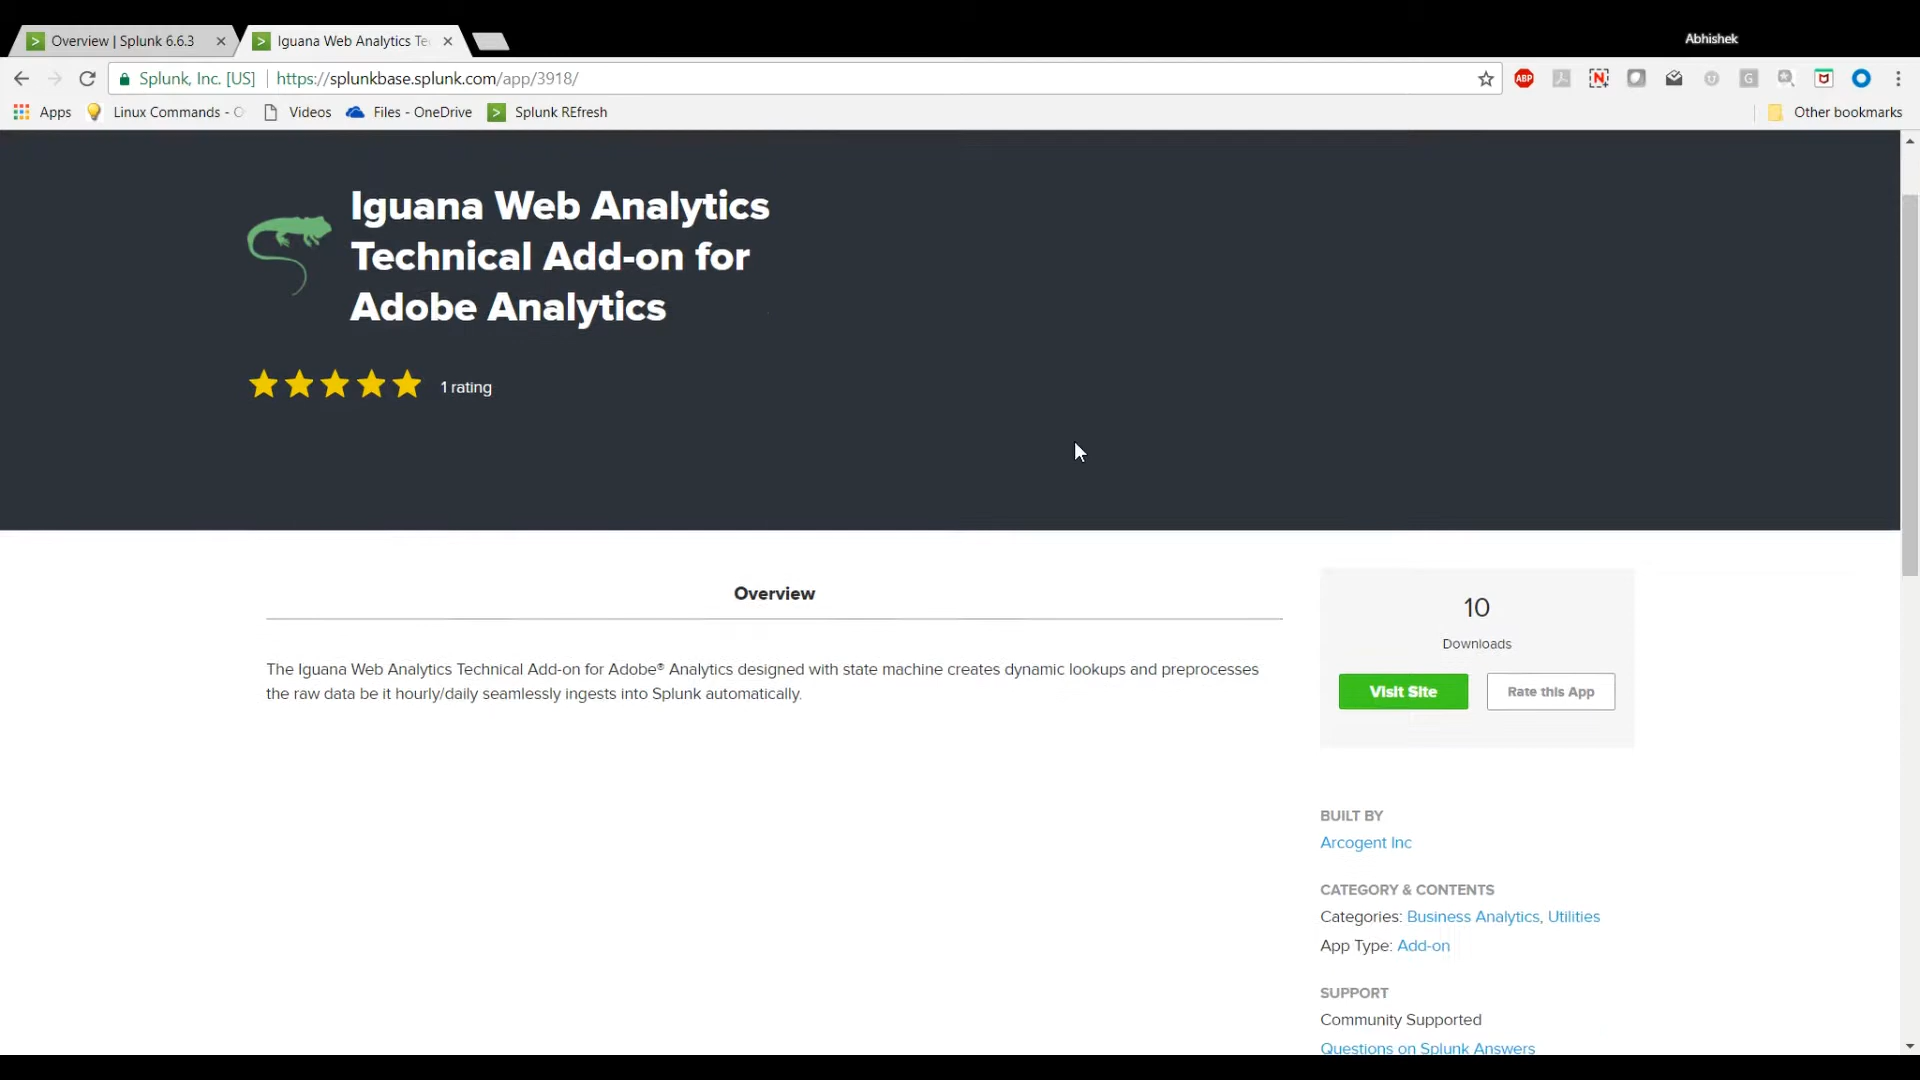 Overview | Splunk 6.6.3
Iguana Web Analytics Te
Abhishek
Splunk, Inc. [US]
https://splunkbase.splunk.com/app/3918/
ABP
N
G
Apps
Linux Commands -
Videos
Files - OneDrive
Splunk REfresh
Other bookmarks
Iguana Web Analytics
Technical Add-on for
Adobe Analytics
1 rating
Overview
The Iguana Web Analytics Technical Add-on for Adobe® Analytics designed with state machine creates dynamic lookups and preprocesses
the raw data be it hourly/daily seamlessly ingests into Splunk automatically.
10
Downloads
Visit Site
Rate this App
BUILT BY
Arcogent Inc
CATEGORY & CONTENTS
Categories: Business Analytics, Utilities
App Type: Add-on
SUPPORT
Community Supported
Questions on Splunk Answers